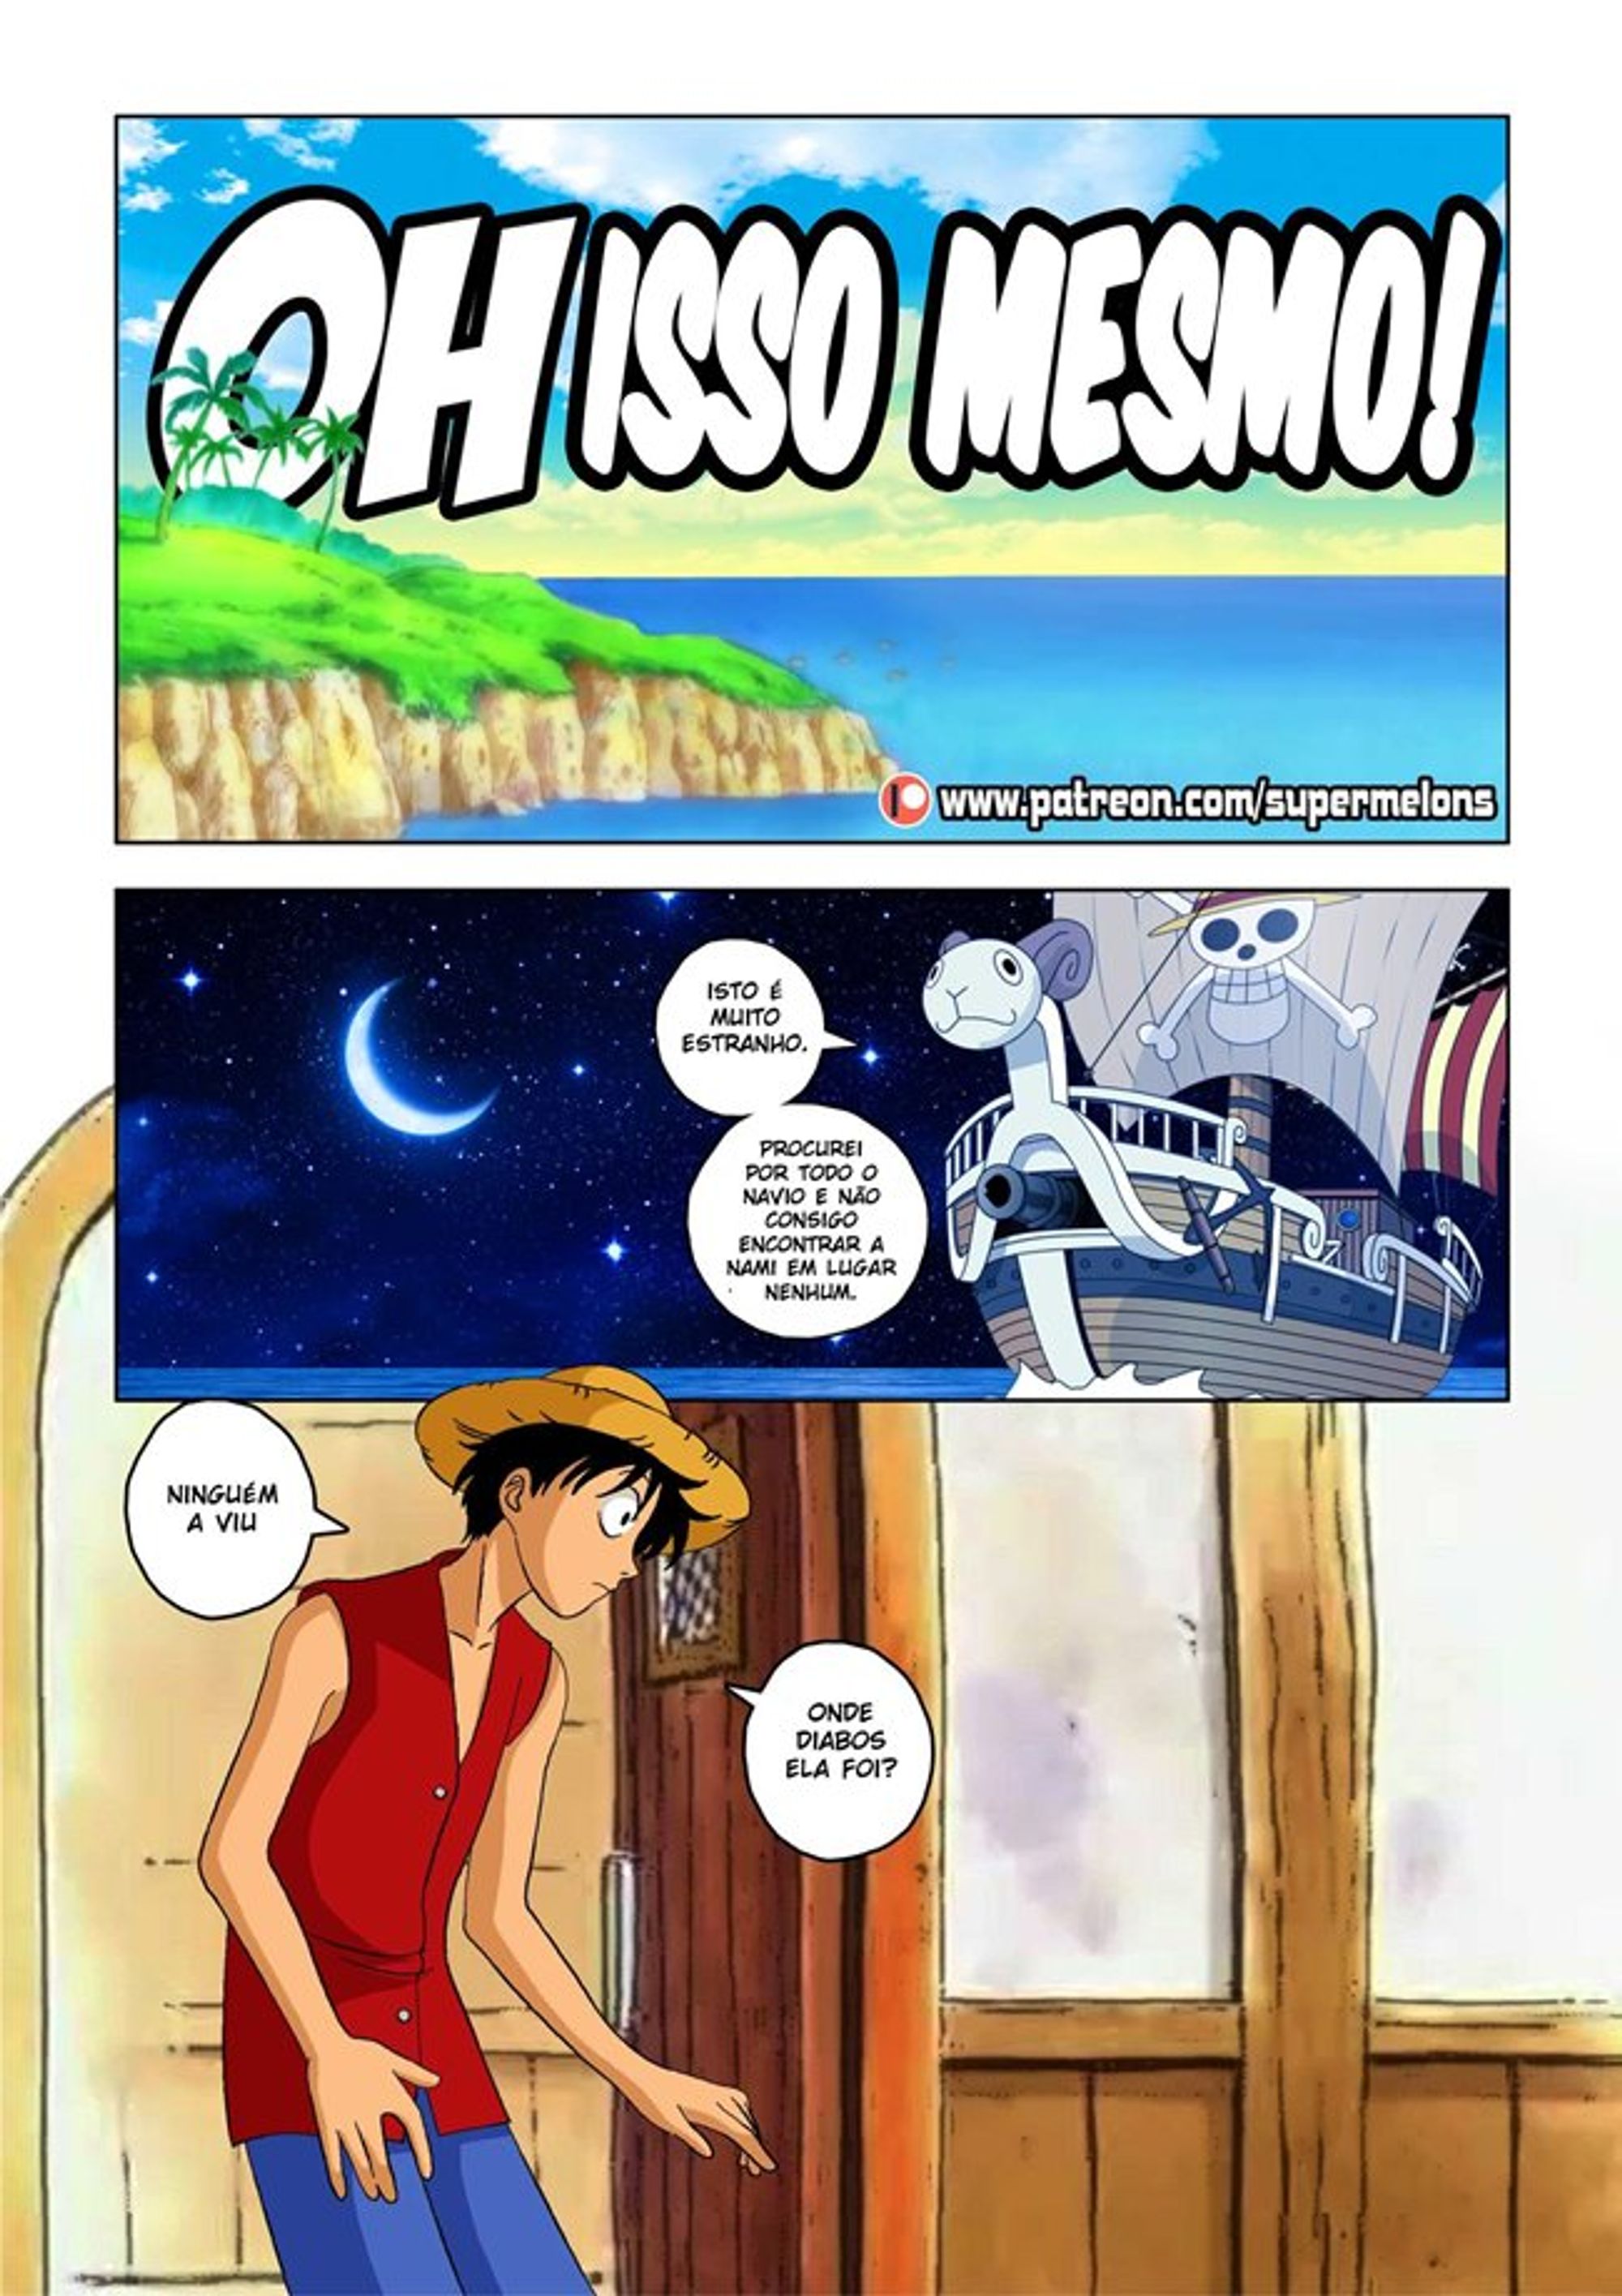 OH ISSO MESMO!
www.patreon.com/supermelons
ISTO É
MUITO
ESTRANHO.
PROCUREI
POR TODO O
NAVIO E NÃO
CONSIGO
ENCONTRAR A
NAMI EM LUGAR
NENHUM.
NINGUÉM
A VIU
ONDE
DIABOS
ELA FOI?